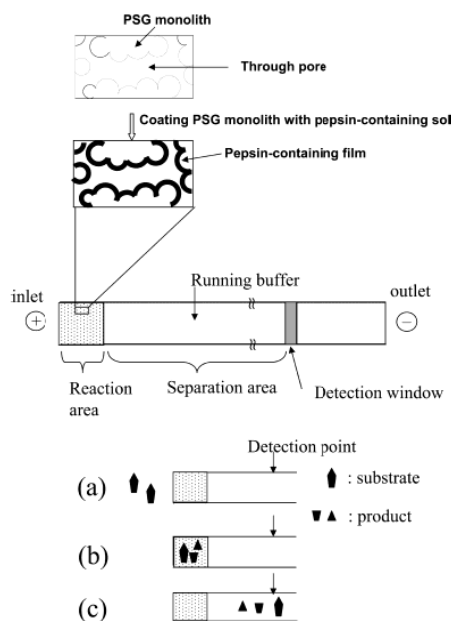 PSG monolith
Through pore
Coating PSG monolith with pepsin-containing sol
Pepsin-containing film
Running buffer
inlet
outlet
+
−
Reaction
area
Separation area
Detection window
Detection point
(a)
: substrate
: product
(b)
(c)